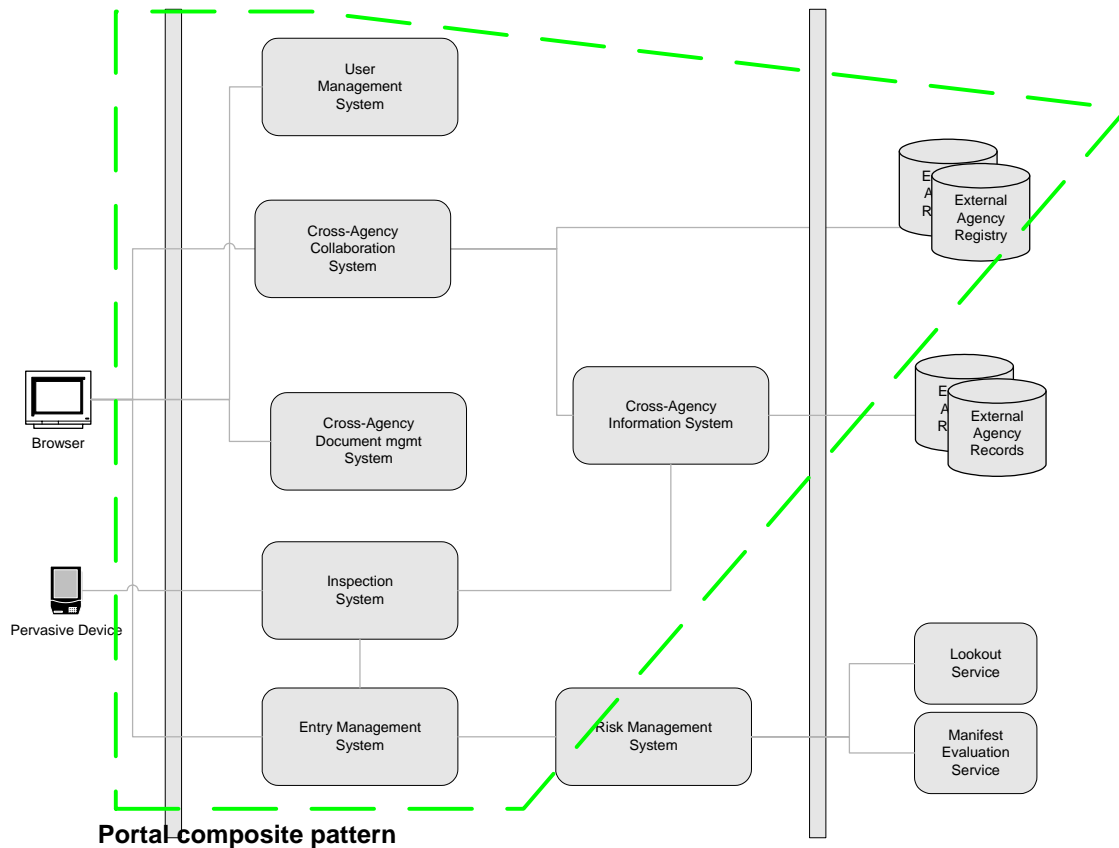 User
Management
System
Cross-Agency
Collaboration
System
External
Agency
Registry
Cross-Agency
Information System
External
Agency
Records
Browser
Cross-Agency
Document mgmt
System
Inspection
System
Pervasive Device
Entry Management
System
Risk Management
System
Lookout
Service
Manifest
Evaluation
Service
Portal composite pattern